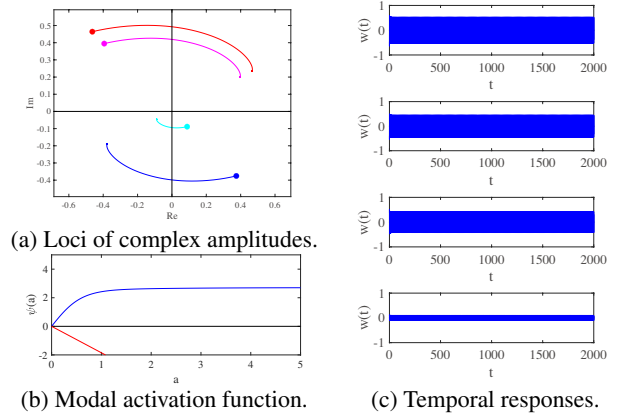 0.5
0.4
0.3
0.2
0.1
0
-0.1
-0.2
-0.3
-0.4
Im
-0.6 -0.4 -0.2 0 0.2 0.4 0.6
Re
(a) Loci of complex amplitudes.
4
2
0
-2
ψ(a)
0 1 2 3 4 5
a
(b) Modal activation function.
1
0
-1
w(t)
0 500 1000 1500 2000
t
1
0
-1
w(t)
0 500 1000 1500 2000
t
1
0
-1
w(t)
0 500 1000 1500 2000
t
1
0
-1
w(t)
0 500 1000 1500 2000
t
(c) Temporal responses.